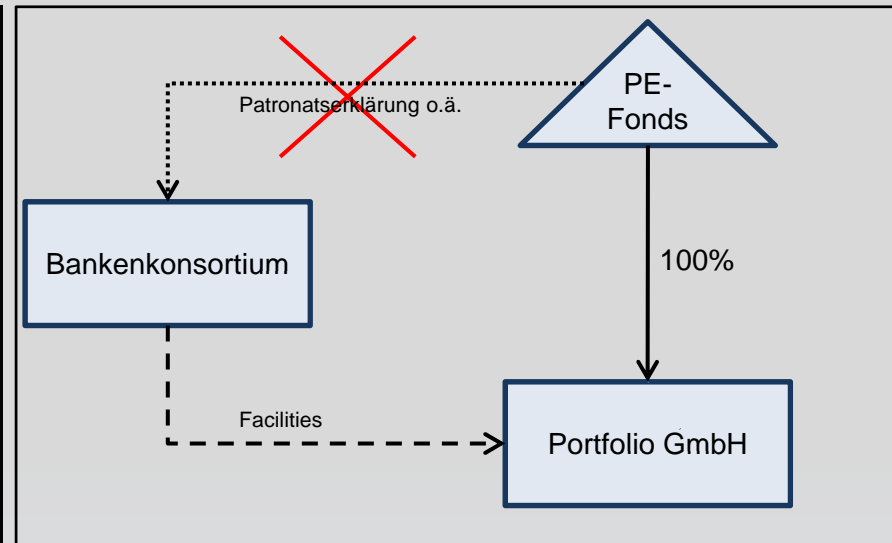 PE-
Fonds
Patronatserklärung o.ä.
Bankenkonsortium
100%
Facilities
Portfolio GmbH